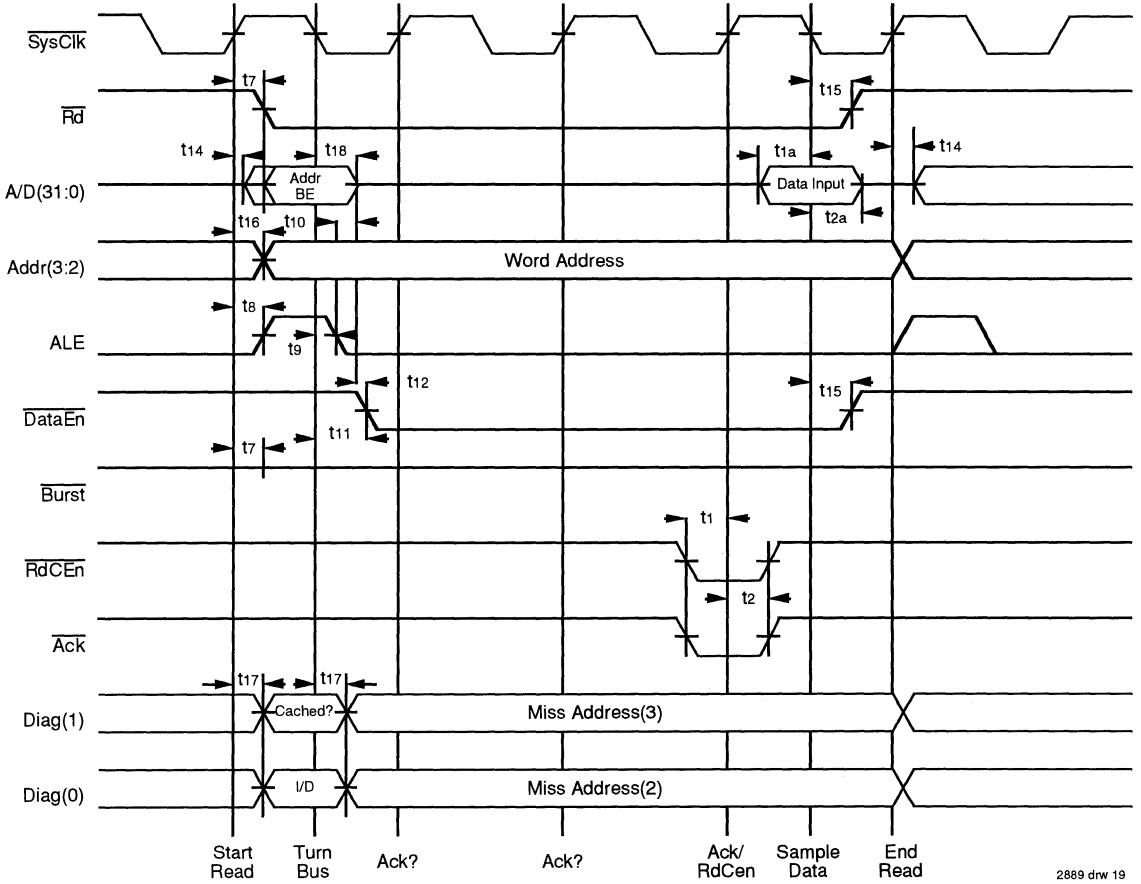 SysClk
t7
t15
Rd
t14
t18
t1a
t14
A/D(31:0)
Addr
BE
Data Input
t16
t10
t2a
Addr(3:2)
Word Address
t8
ALE
t9
t12
t15
DataEn
t7
t11
Burst
t1
RdCEn
t2
Ack
t17
t17
Diag(1)
Cached?
Miss Address(3)
Diag(0)
I/D
Miss Address(2)
Start
Read
Turn
Bus
Ack?
Ack?
Ack/
RdCen
Sample
Data
End
Read
2889 drw 19